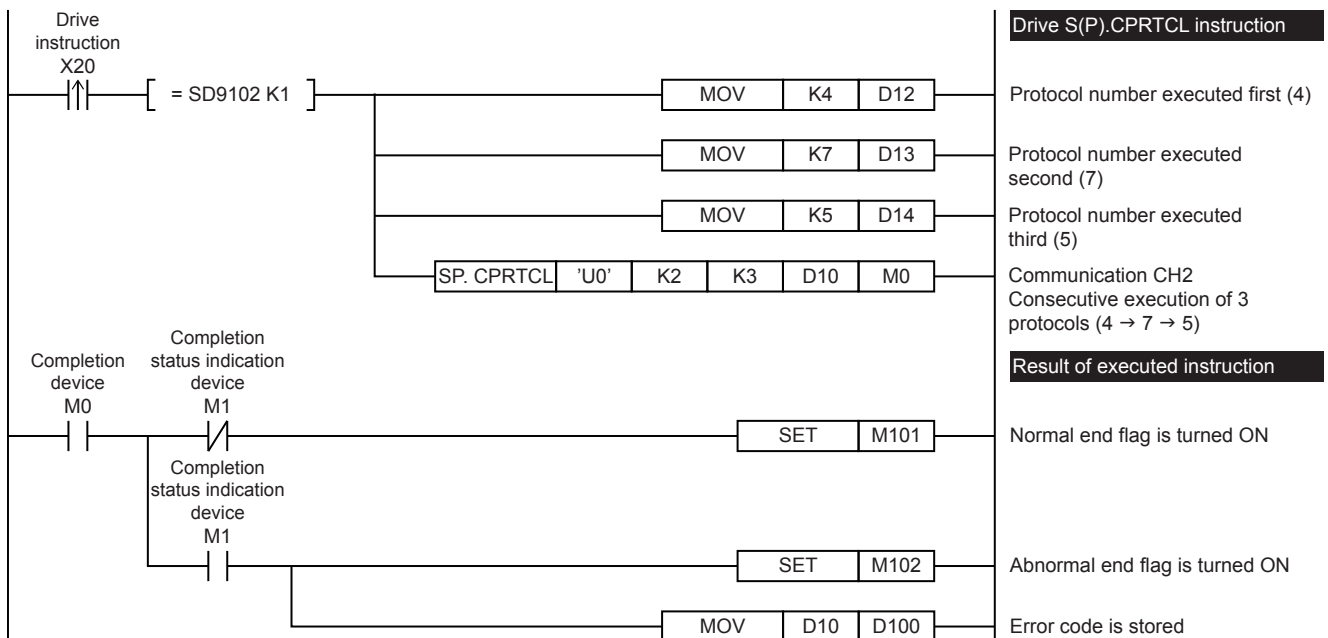 Drive
instruction
X20
= SD9102 K1
MOV K4 D12
Drive S(P).CPRTCL instruction
Protocol number executed first (4)
MOV K7 D13
Protocol number executed
second (7)
MOV K5 D14
Protocol number executed
third (5)
SP. CPRTCL 'U0' K2 K3 D10 M0
Communication CH2
Consecutive execution of 3
protocols (4 → 7 → 5)
Completion
device
M0
Completion
status indication
device
M1
Result of executed instruction
SET M101
Normal end flag is turned ON
Completion
status indication
device
M1
SET M102
Abnormal end flag is turned ON
MOV D10 D100
Error code is stored